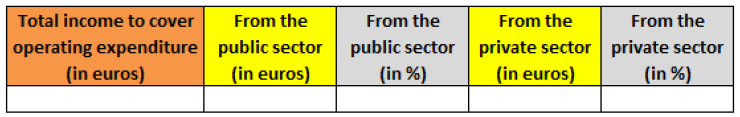 Total income to cover
operating expenditure
(in euros)
From the
public sector
(in euros)
From the
public sector
(in %)
From the
private sector
(in euros)
From the
private sector
(in %)